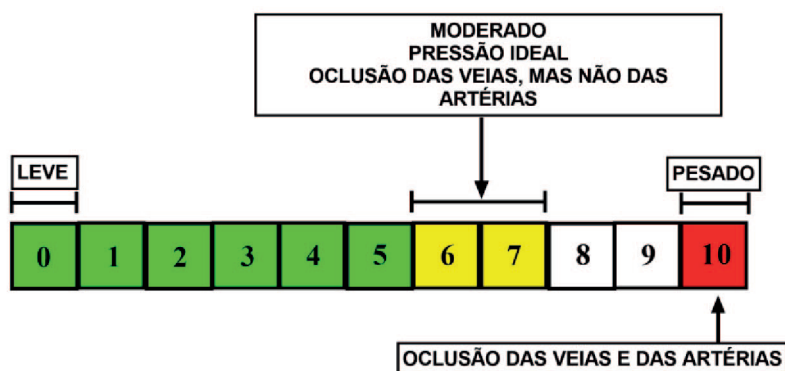 MODERADO
PRESSÃO IDEAL
OCLUSÃO DAS VEIAS, MAS NÃO DAS
ARTÉRIAS
LEVE
PESADO
0 1 2 3 4 5 6 7 8 9 10
OCLUSÃO DAS VEIAS E DAS ARTÉRIAS